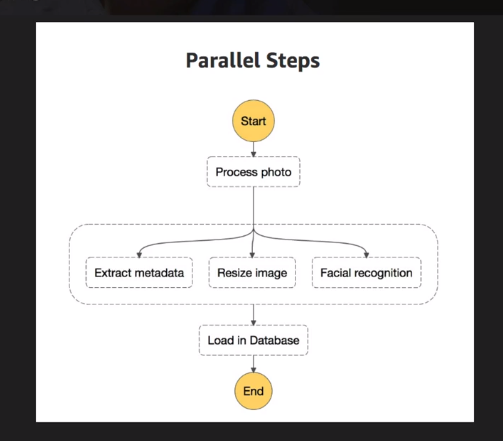 Parallel Steps
Start
Process photo
Extract metadata
Resize image
Facial recognition
Load in Database
End